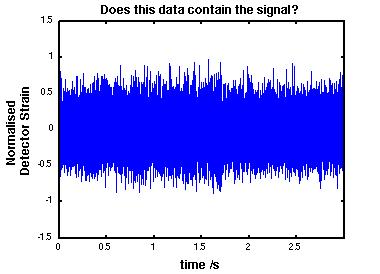 Does this data contain the signal?
1.5
1
0.5
0
-0.5
-1
-1.5
Normalised
Detector Strain
0 0.5 1 1.5 2 2.5
time /s